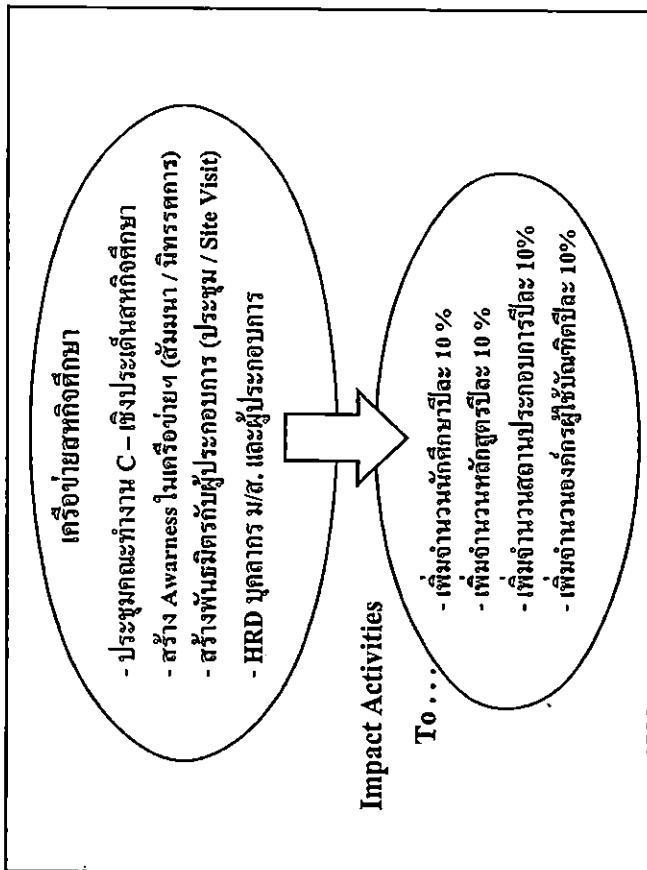 เครือข่ายสหกิจศึกษา
- ประชุมคณะทำงาน C – เชิงประเด็นสหกิจศึกษา
- สร้าง Awarness ในเครือข่ายฯ (สัมมนา / นิทรรศการ)
- สร้างพันธมิตรกับผู้ประกอบการ (ประชุม / Site Visit)
- HRD บุคลากร ม/ส. และผู้ประกอบการ
Impact Activities
To . . . .
- เพิ่มจำนวนนักศึกษาปีละ 10 %
- เพิ่มจำนวนหลักสูตรปีละ 10 %
- เพิ่มจำนวนสถานประกอบการปีละ 10%
- เพิ่มจำนวนองค์กรผู้ใช้บัณฑิตปีละ 10%